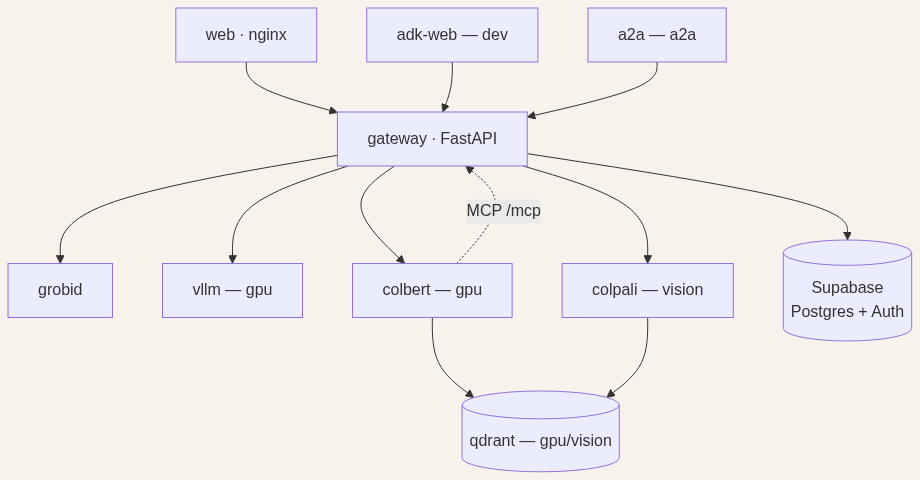 web · nginx
adk-web — dev
a2a — a2a
gateway · FastAPI
MCP /mcp
grobid
vllm — gpu
colbert — gpu
colpali — vision
Supabase
Postgres + Auth
qdrant — gpu/vision